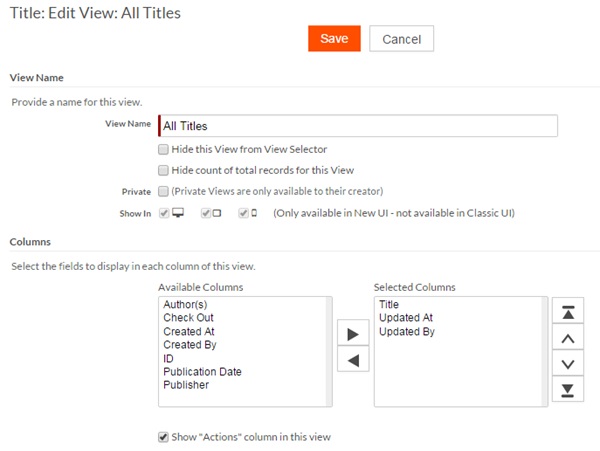 Title: Edit View: All Titles
Save Cancel
View Name
Provide a name for this view.
View Name All Titles
Hide this View from View Selector
Hide count of total records for this View
Private (Private Views are only available to their creator)
Show In (Only available in New UI - not available in Classic UI)
Columns
Select the fields to display in each column of this view.
Available Columns
Author(s)
Check Out
Created At
Created By
ID
Publication Date
Publisher
Selected Columns
Title
Updated At
Updated By
Show "Actions" column in this view